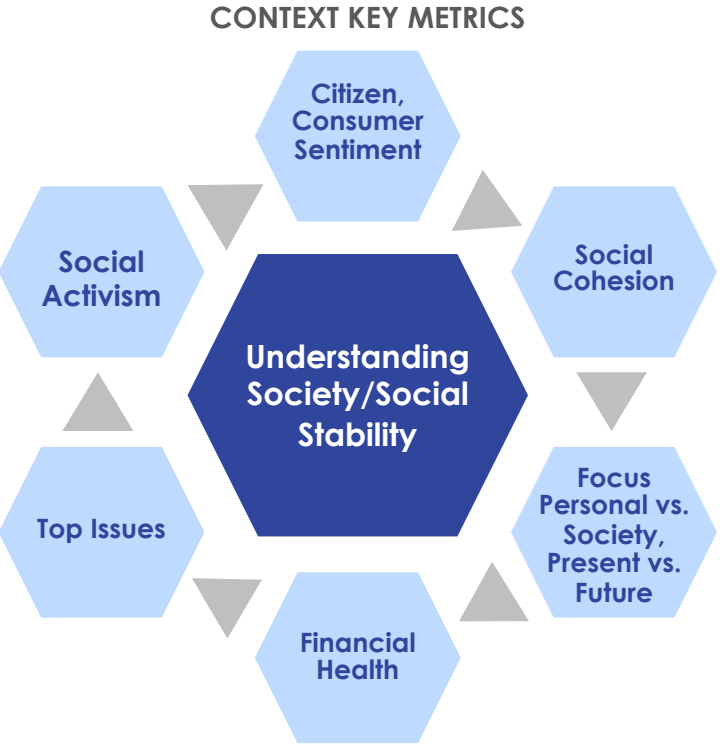 CONTEXT KEY METRICS
Citizen,
Consumer
Sentiment
Social
Cohesion
Focus
Personal vs.
Society,
Present vs.
Future
Financial
Health
Top Issues
Social
Activism
Understanding
Society/Social
Stability